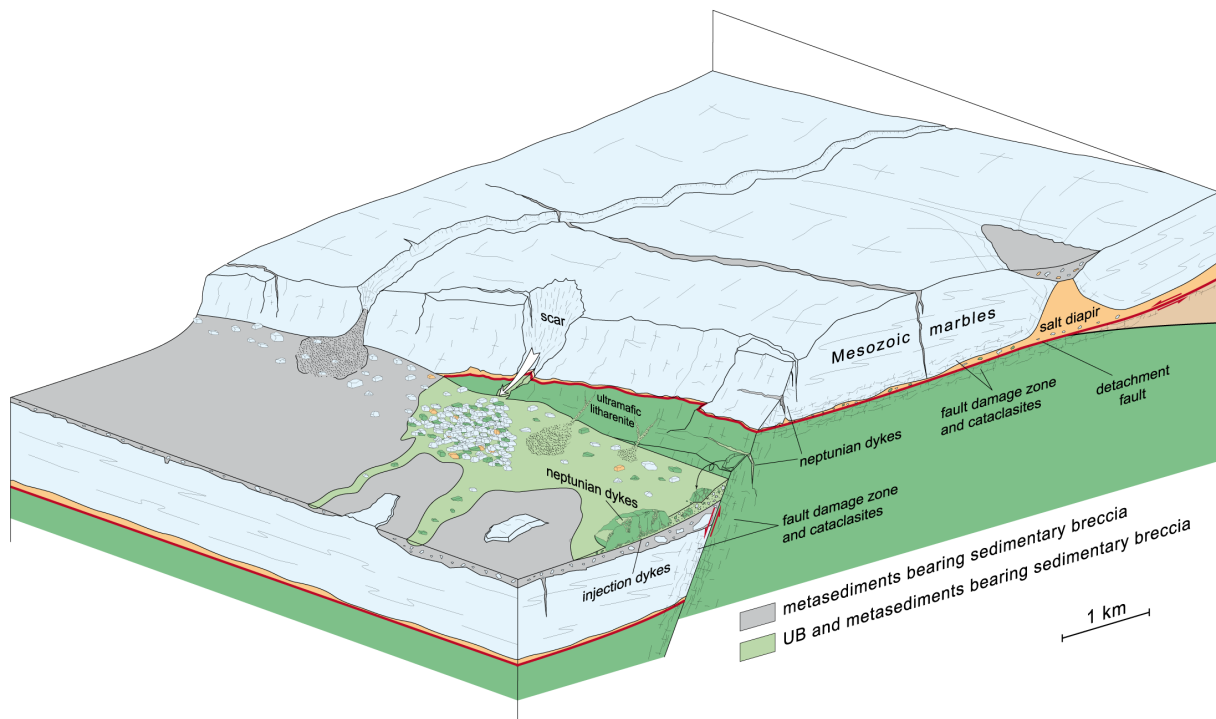 scar
Mesozoic marbles
salt diapir
ultramafic
litharenite
fault damage zone
and cataclasites
detachment
fault
neptunian dykes
neptunian dykes
fault damage zone
and cataclasites
injection dykes
metasediments bearing sedimentary breccia
UB and metasediments bearing sedimentary breccia
1 km